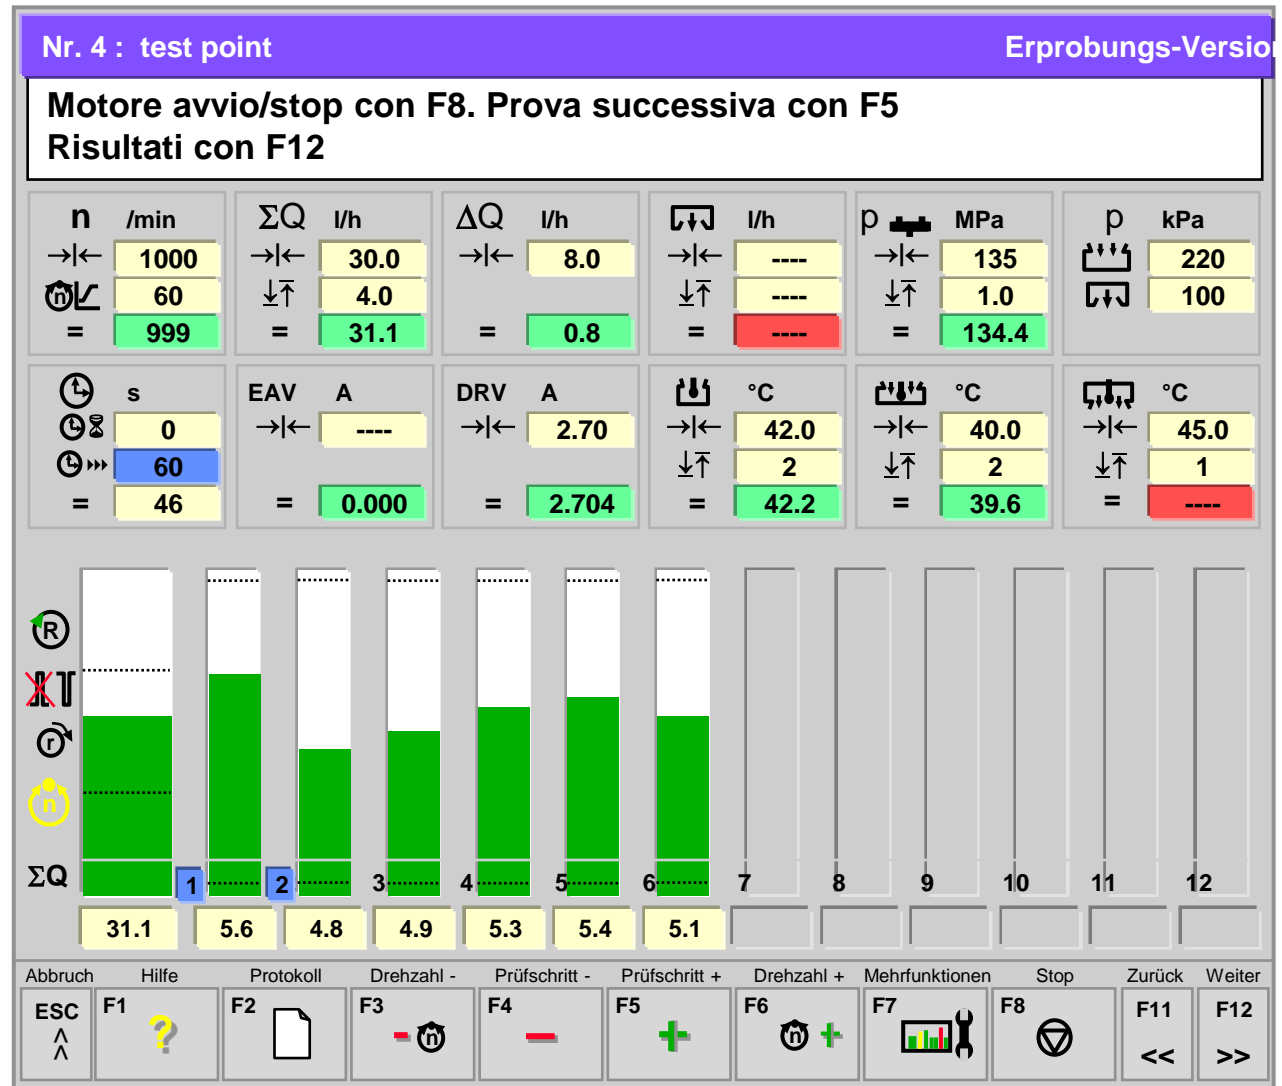 Nr. 4 : test point Erprobungs-Version
Motore avvio/stop con F8. Prova successiva con F5
Risultati con F12
n /min ΣQ l/h ΔQ l/h l/h p MPa p kPa
1000 30.0 8.0 ---- 135 220
n 60 4.0 ---- 1.0 100
= 999 = 31.1 = 0.8 = ---- = 134.4
s EAV A DRV A °C °C °C
0 ---- 2.70 42.0 40.0 45.0
60 2 2 1
= 46 = 0.000 = 2.704 = 42.2 = 39.6 = ----
R
r
n
ΣQ 1 2 3 4 5 6 7 8 9 10 11 12
31.1 5.6 4.8 4.9 5.3 5.4 5.1
Abbruch Hilfe Protokoll Drehzahl - Prüfschritt - Prüfschritt + Drehzahl + Mehrfunktionen Stop Zurück Weiter
ESC F1 ? F2 F3 - n F4 - F5 + F6 n + F7 F8 F11 << F12 >>